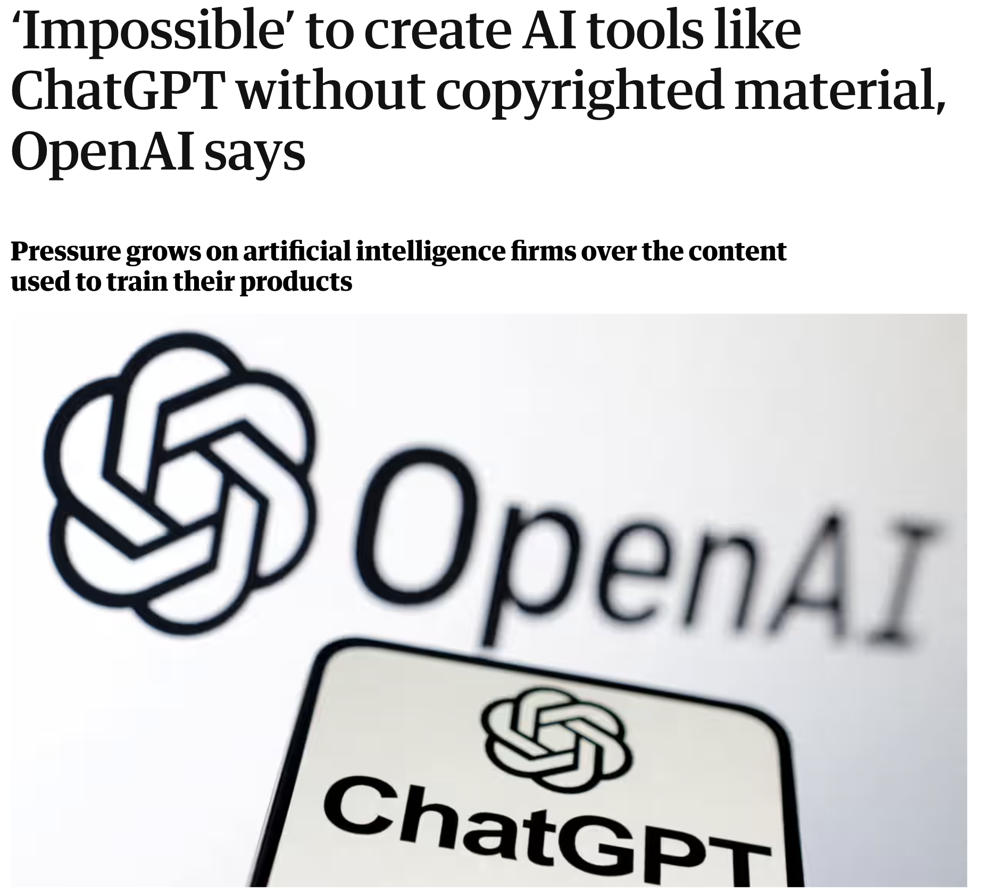 ‘Impossible’ to create AI tools like
ChatGPT without copyrighted material,
OpenAI says
Pressure grows on artificial intelligence firms over the content
used to train their products
OpenAI
ChatGPT